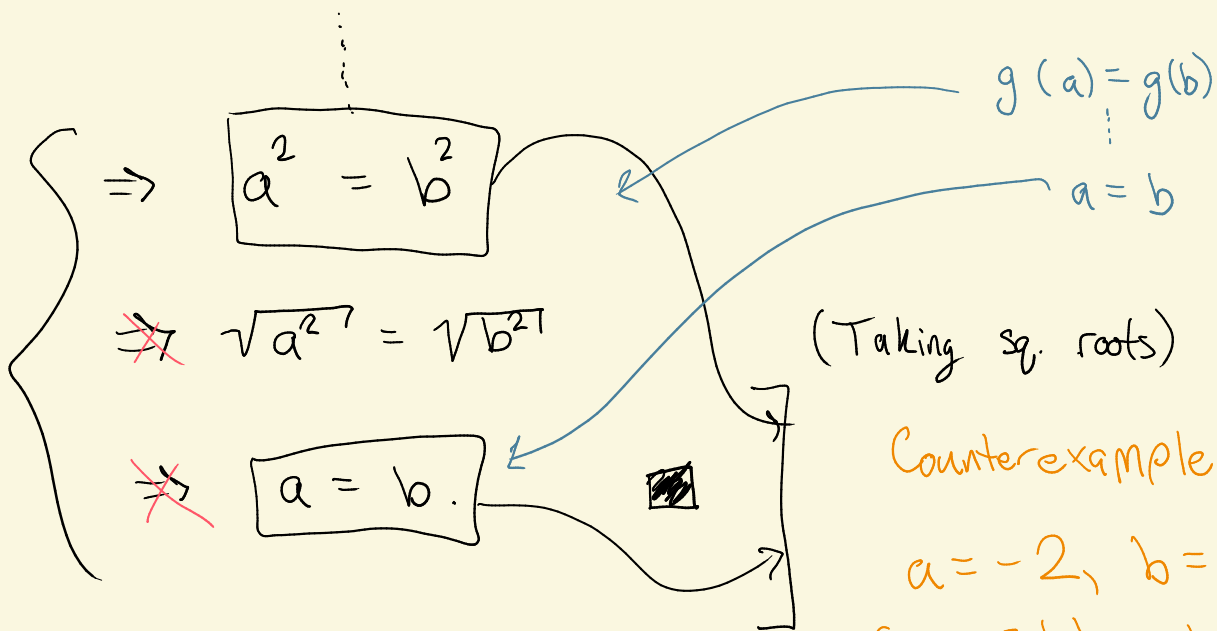 g(a) = g(b)
⇒ a² = b²
a = b
⇒ √a² = √b² (Taking sq. roots)
Counterexample
⇒ a = b.
a = -2, b =